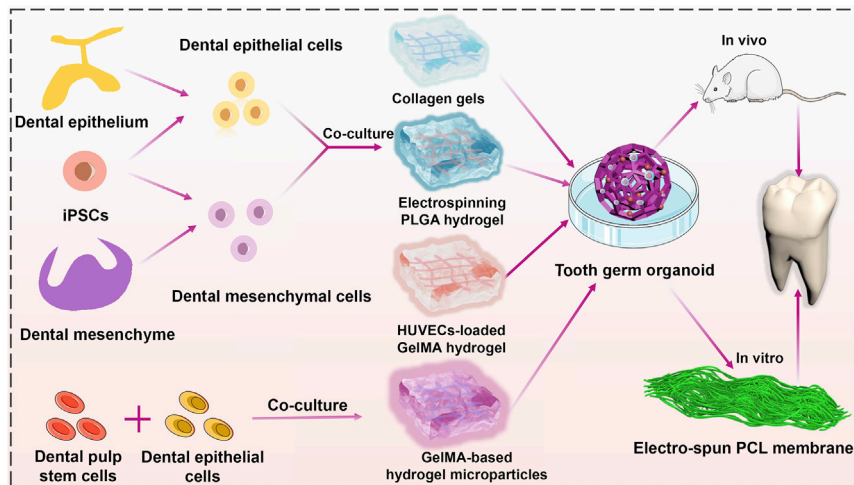 Dental epithelium
iPSCs
Dental mesenchyme
Dental epithelial cells
Dental mesenchymal cells
Co-culture
Collagen gels
Electrospinning
PLGA hydrogel
HUVECs-loaded
GelMA hydrogel
Tooth germ organoid
In vivo
In vitro
Electro-spun PCL membrane
Dental pulp
stem cells
Dental epithelial
cells
Co-culture
GelMA-based
hydrogel microparticles